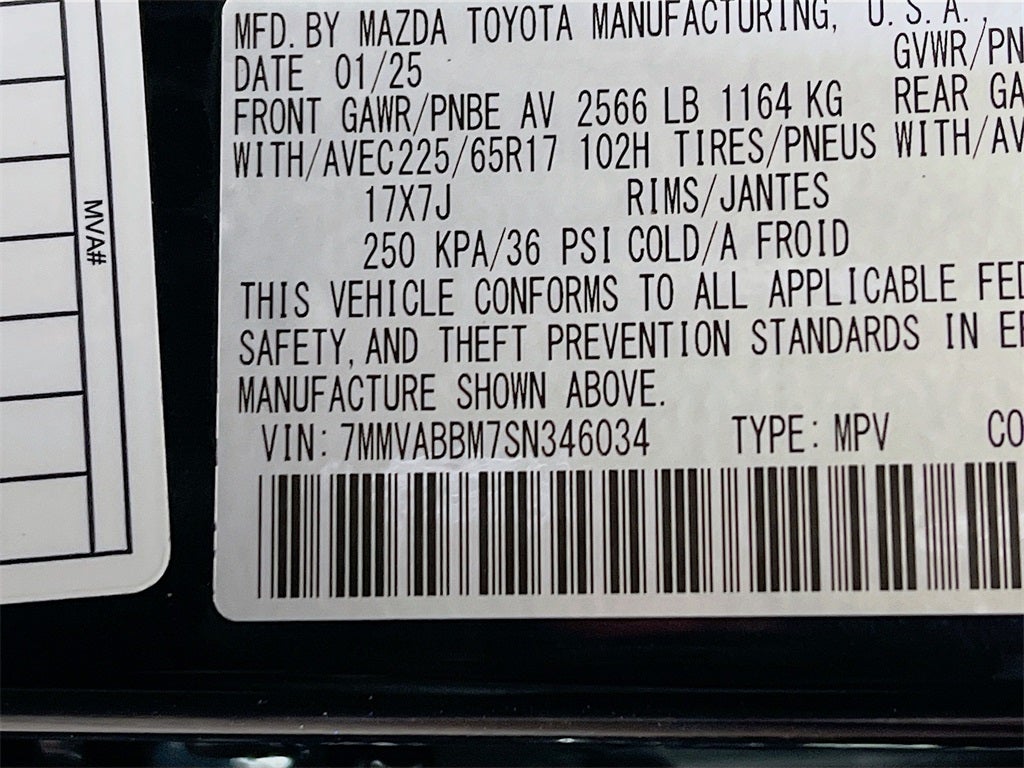 MFD. BY MAZDA TOYOTA MANUFACTURING, U.S.A.,
DATE 01/25 GVWR/PN
FRONT GAWR/PNBE AV 2566 LB 1164 KG REAR GA
WITH/AVEC225/65R17 102H TIRES/PNEUS WITH/AV
17X7J RIMS/JANTES
250 KPA/36 PSI COLD/A FROID
THIS VEHICLE CONFORMS TO ALL APPLICABLE FED
SAFETY, AND THEFT PREVENTION STANDARDS IN
MANUFACTURE SHOWN ABOVE.
VIN: 7MMVABBM7SN346034 TYPE: MPV CO
MVA#